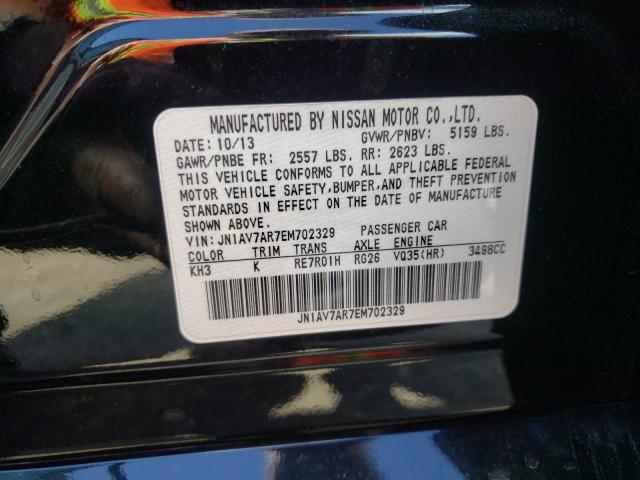 MANUFACTURED BY NISSAN MOTOR CO.,LTD.
DATE: 10/13 GVWR/PNBV: 5159 LBS.
GAWR/PNBE FR: 2557 LBS. RR: 2623 LBS.
THIS VEHICLE CONFORMS TO ALL APPLICABLE FEDERAL
MOTOR VEHICLE SAFETY, BUMPER, AND THEFT PREVENTION
STANDARDS IN EFFECT ON THE DATE OF MANUFACTURE
SHOWN ABOVE.
VIN: JN1AV7AR7EM702329 PASSENGER CAR
COLOR TRIM TRANS AXLE ENGINE
KH3 K RE7R01H RG26 VQ35(HR) 3498CC
JN1AV7AR7EM702329